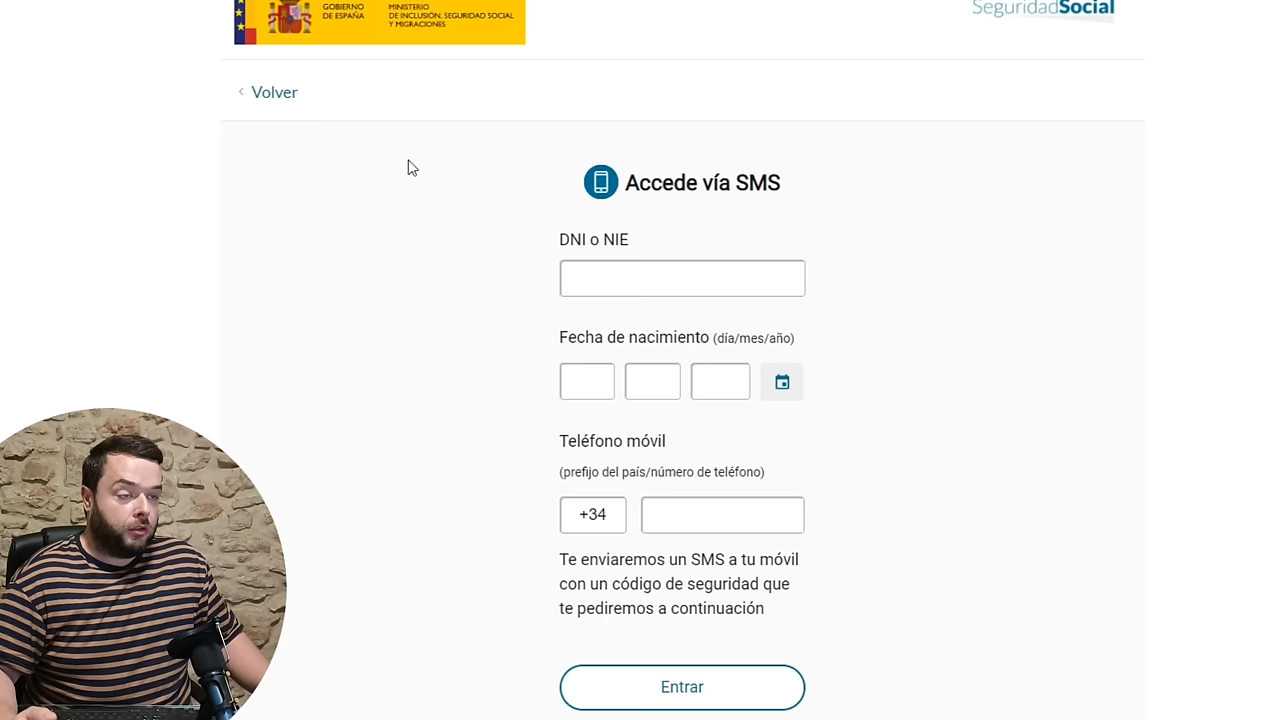 GOBIERNO
DE ESPAÑA
MINISTERIO
DE INCLUSIÓN, SEGURIDAD SOCIAL
Y MIGRACIONES
SeguridadSocial
Volver
Accede vía SMS
DNI o NIE
Fecha de nacimiento (día/mes/año)
Teléfono móvil
(prefijo del país/número de teléfono)
+34
Te enviaremos un SMS a tu móvil
con un código de seguridad que
te pediremos a continuación
Entrar